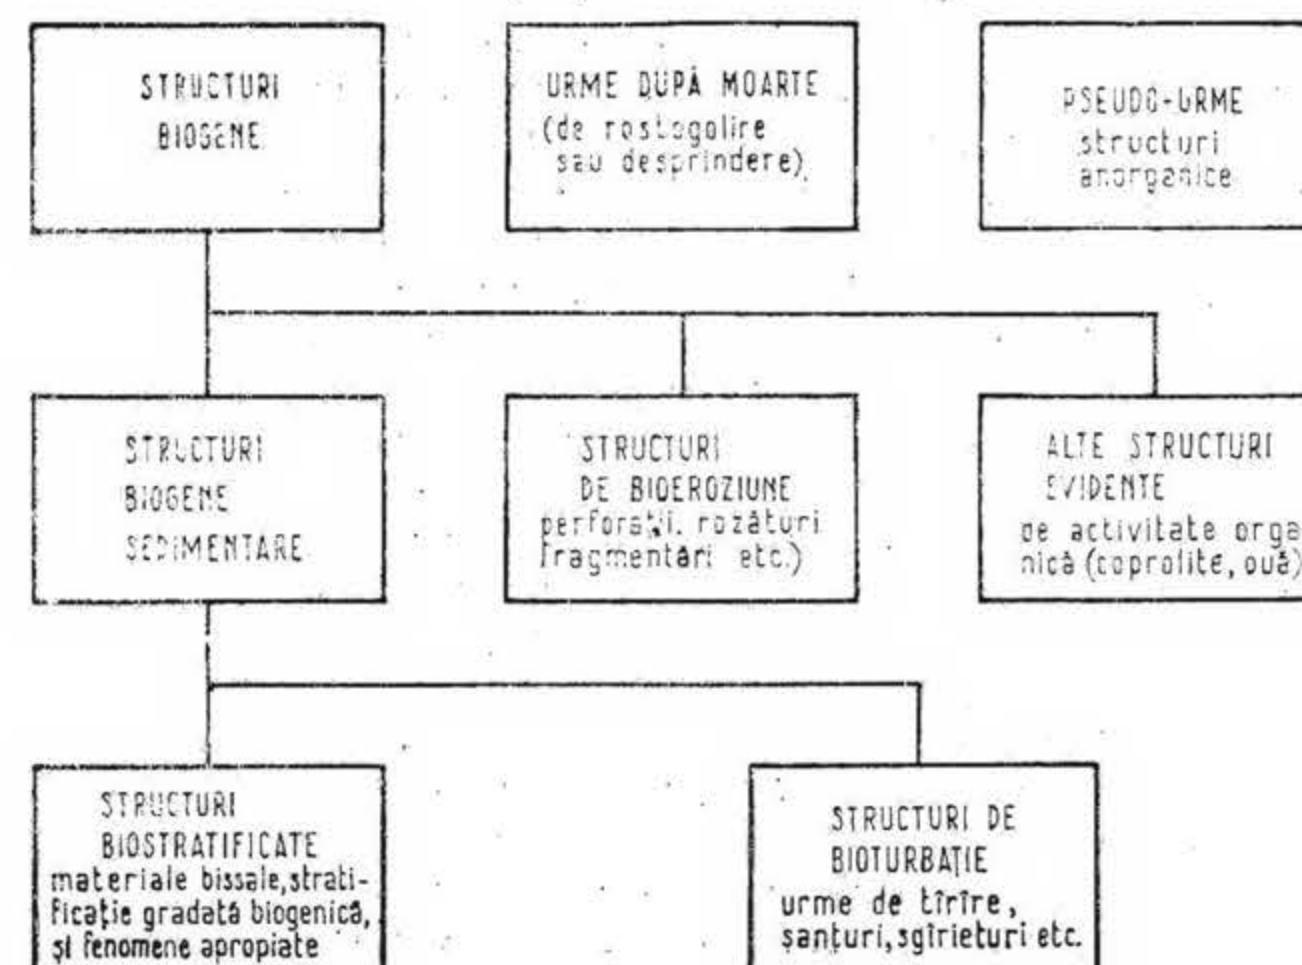 STRUCTURI
BIOGENE
URME DUPĂ MOARTE
(de rostogolire
sau desprindere)
PSEUDO-URME
structuri
anorganice
STRUCTURI
BIOGENE
SEDIMENTARE
STRUCTURI
DE BIOEROZIUNE
perforații, rozături
fragmentări etc.)
ALTE STRUCTURI
EVIDENTE
de activitate orga
nică (coprolite, ouă)
STRUCTURI
BIOSTRATIFICATE
materiale bissale, strati-
ficație gradată biogenică,
și fenomene apropiate
STRUCTURI DE
BIOTURBAȚIE
urme de tîrîre,
șanțuri, sgîrieturi etc.